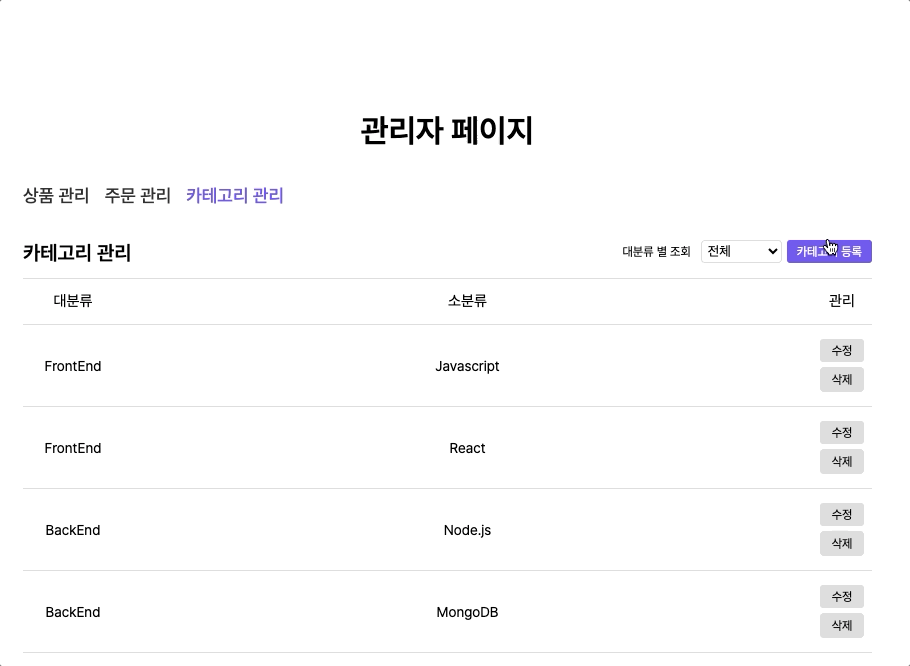 관리자 페이지
상품 관리 주문 관리 카테고리 관리
카테고리 관리 대분류 별 조회 전체 카테고리 등록
대분류 소분류 관리
FrontEnd Javascript 수정
삭제
FrontEnd React 수정
삭제
BackEnd Node.js 수정
삭제
BackEnd MongoDB 수정
삭제